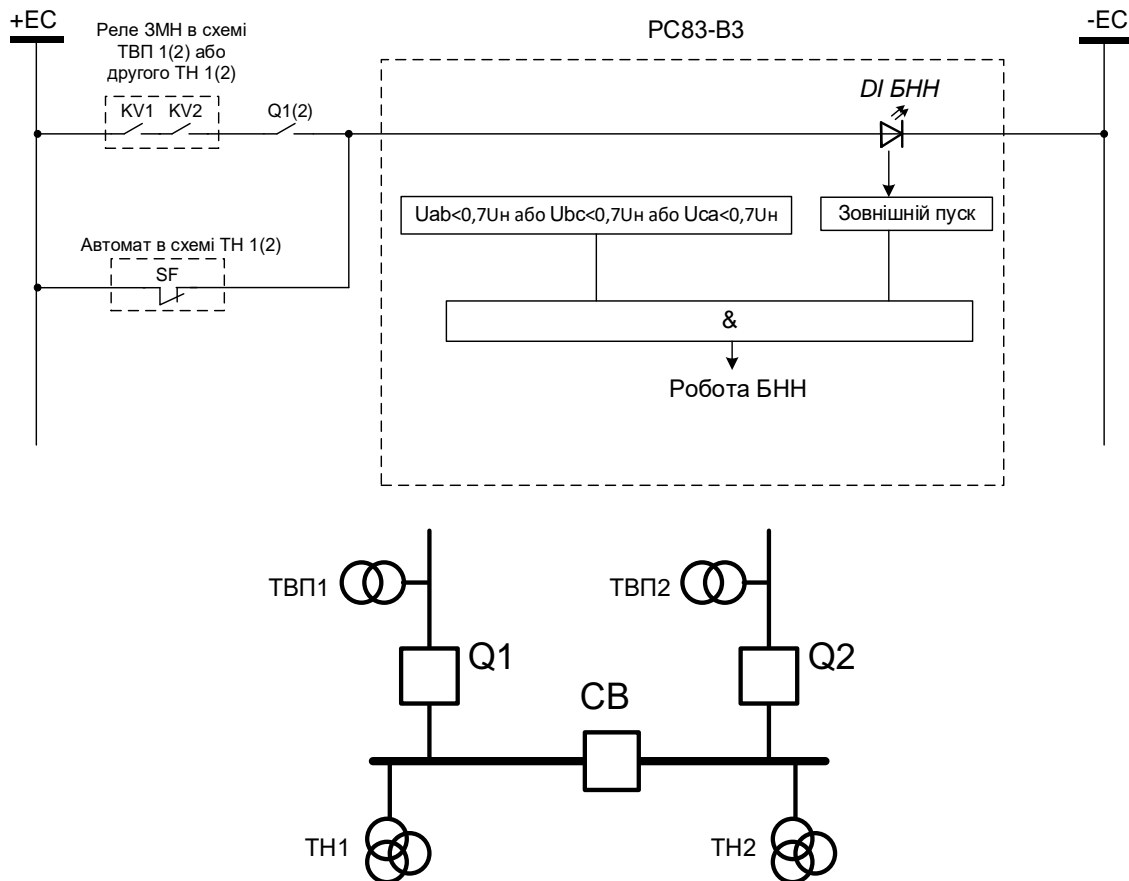 +ЕС
Реле ЗМН в схемі
ТВП 1(2) або
другого ТН 1(2)
KV1
KV2
Q1(2)
РС83-В3
-ЕС
DI БНН
Uab<0,7Uн або Ubc<0,7Uн або Uca<0,7Uн
Зовнішній пуск
Автомат в схемі ТН 1(2)
SF
&
Робота БНН
ТВП1
ТВП2
Q1
Q2
СВ
ТН1
ТН2